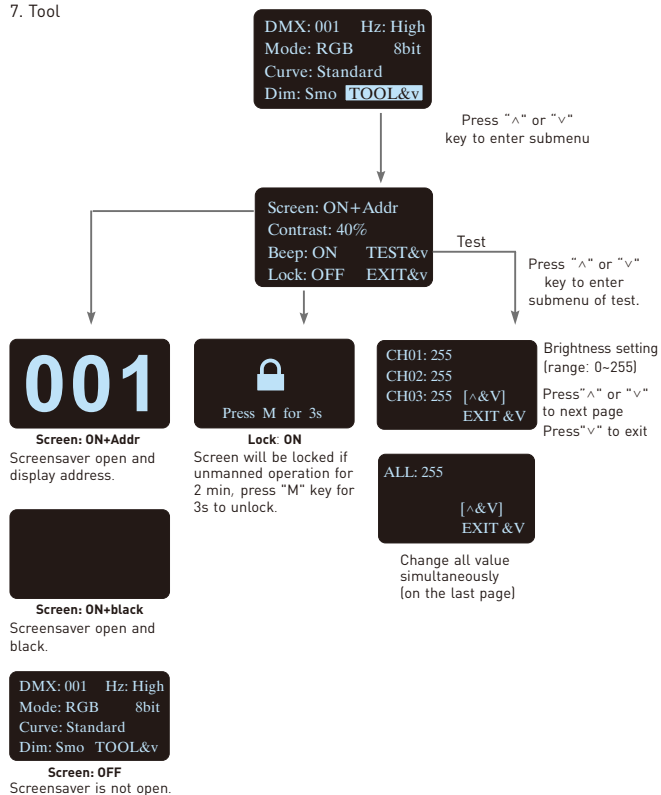 7. Tool
DMX: 001 Hz: High
Mode: RGB 8bit
Curve: Standard
Dim: Smo TOOL&v
Press "∧" or "∨"
key to enter submenu
Screen: ON+Addr
Contrast: 40%
Beep: ON TEST&v
Lock: OFF EXIT&v
Test
Press "∧" or "∨"
key to enter
submenu of test.
001
Screen: ON+Addr
Screensaver open and
display address.
Press M for 3s
Lock: ON
Screen will be locked if
unmanned operation for
2 min, press "M" key for
3s to unlock.
CH01: 255
CH02: 255
CH03: 255 [∧&V]
EXIT &V
Brightness setting
(range: 0~255)
Press"∧" or "∨"
to next page
Press"∨" to exit
ALL: 255
[∧&V]
EXIT &V
Change all value
simultaneously
(on the last page)
Screen: ON+black
Screensaver open and
black.
DMX: 001 Hz: High
Mode: RGB 8bit
Curve: Standard
Dim: Smo TOOL&v
Screen: OFF
Screensaver is not open.